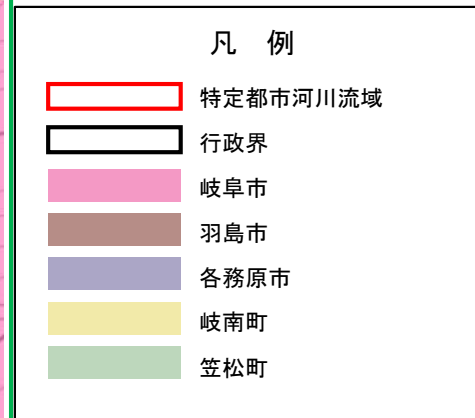 凡 例
特定都市河川流域
行政界
岐阜市
羽島市
各務原市
岐南町
笠松町